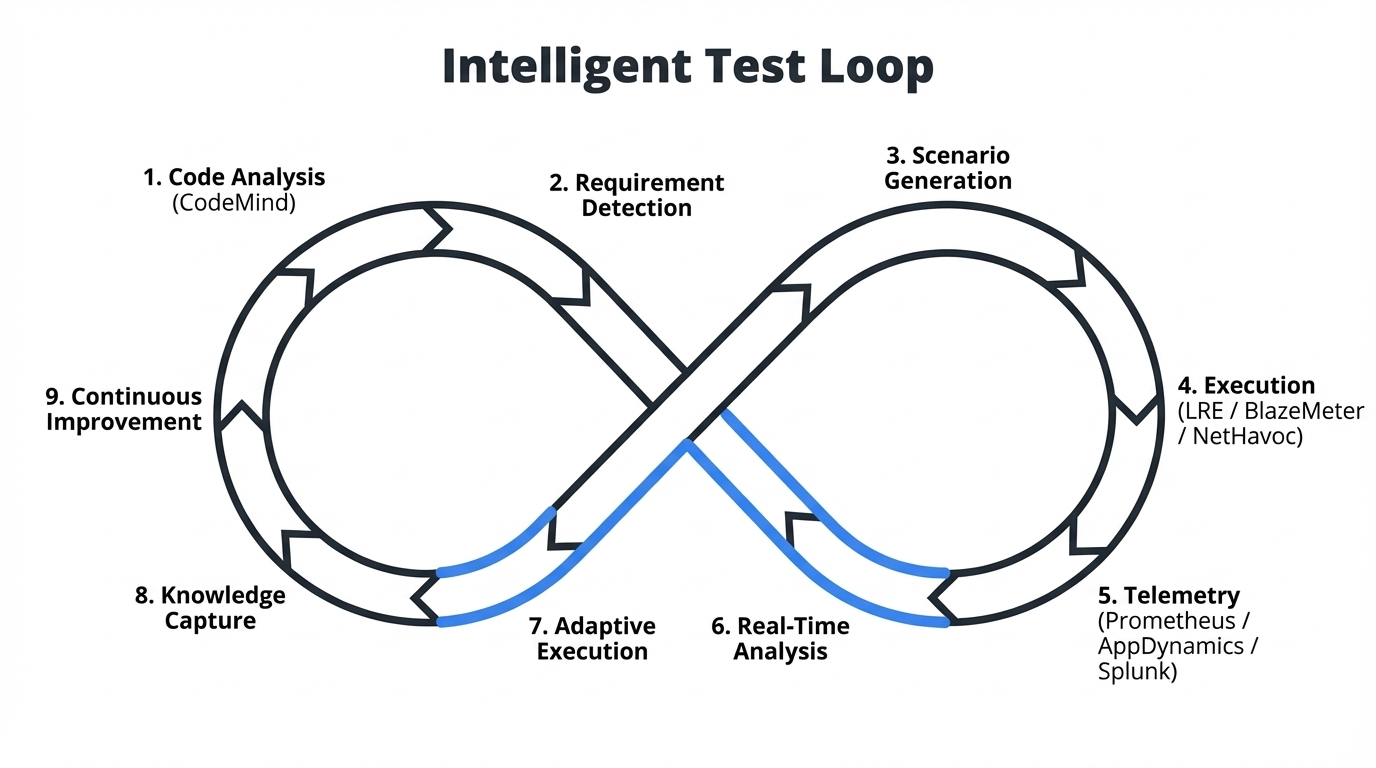 Intelligent Test Loop
1. Code Analysis
(CodeMind)
2. Requirement
Detection
3. Scenario
Generation
4. Execution
(LRE / BlazeMeter
/ NetHavoc)
5. Telemetry
(Prometheus /
AppDynamics /
Splunk)
6. Real-Time
Analysis
7. Adaptive
Execution
8. Knowledge
Capture
9. Continuous
Improvement